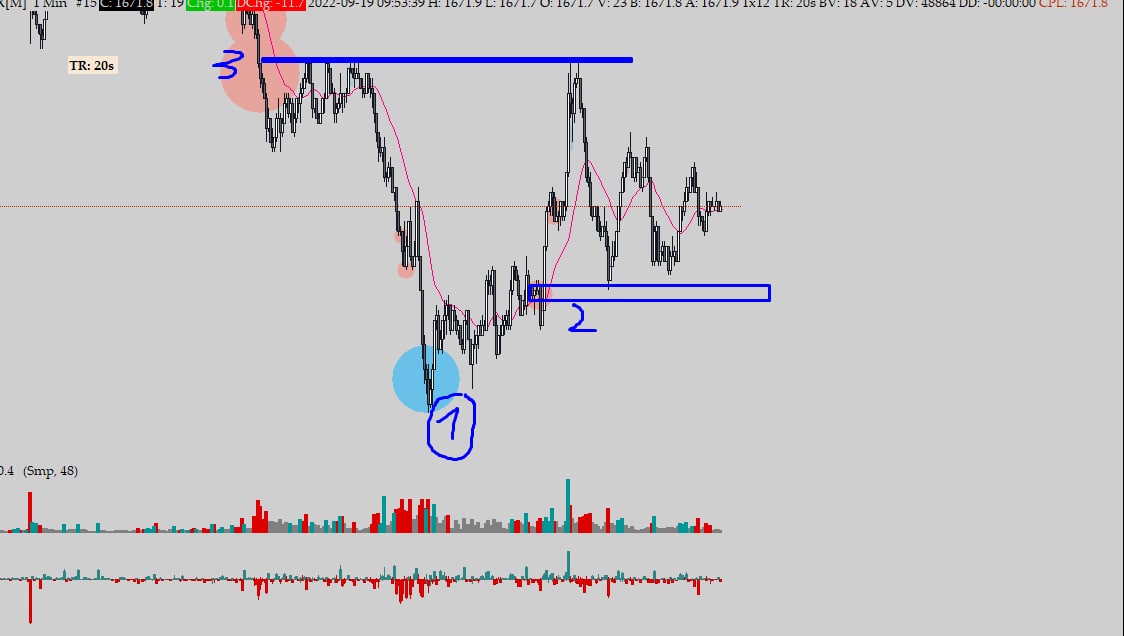 X[M] 1 Min #15 C: 1671.8 T: 19 Chg: 0.1 DChg: -11.7 2022-09-19 09:53:39 H: 1671.9 L: 1671.7 O: 1671.7 V: 23 B: 1671.8 A: 1671.9 1x12 TR: 20s BV: 18 AV: 5 DV: 48864 DD: -00:00:00 CPL: 1671.8
3
TR: 20s
2
1
0.4 (Smp, 48)